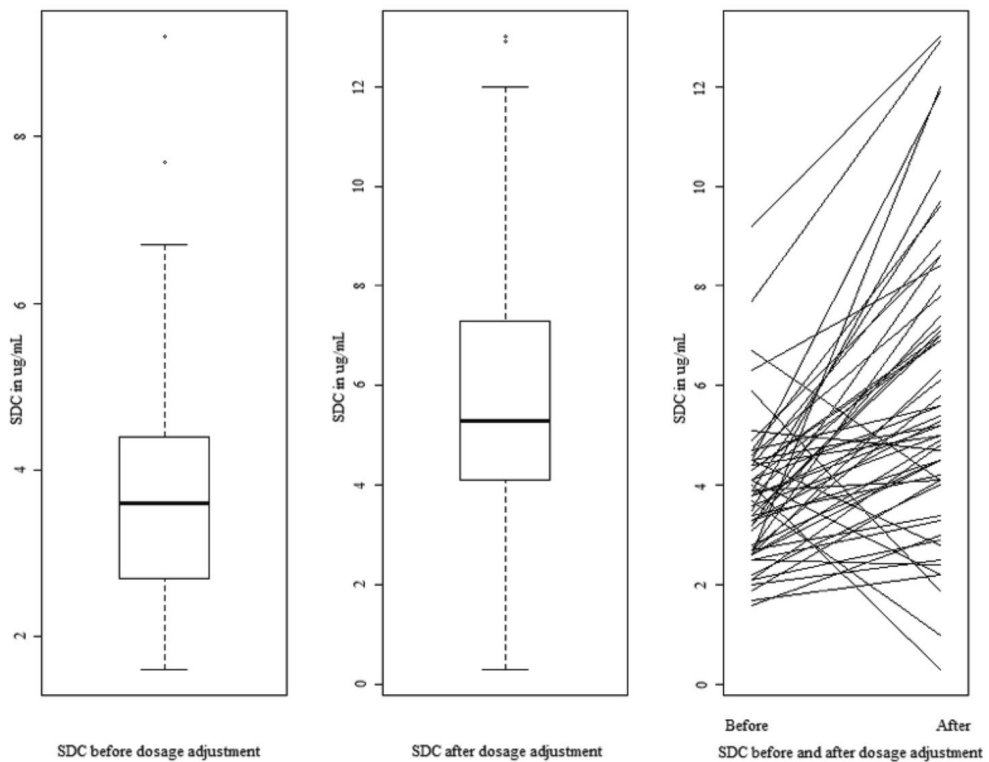 8
6
4
2
SDC in ug/mL
SDC before dosage adjustment
12
10
8
6
4
2
0
SDC in ug/mL
SDC after dosage adjustment
12
10
8
6
4
2
0
SDC in ug/mL
Before After
SDC before and after dosage adjustment